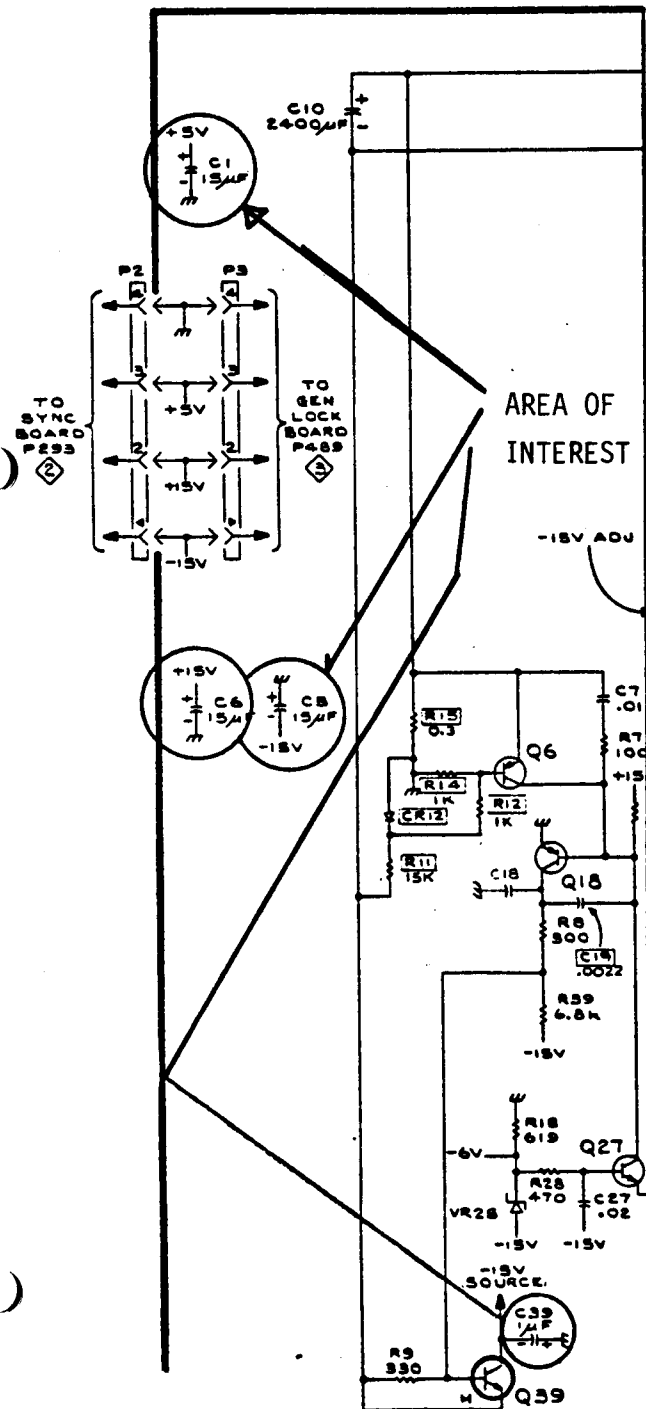 C10
2400µF
+
-
+5V
+
-
C1
15µF
P2
P3
4
4
3
3
+5V
2
2
+15V
-15V
TO
SYNC
BOARD
P293
2
TO
GEN
LOCK
BOARD
P489
3
AREA OF
INTEREST
-15V ADJ
+15V
+
-
C6
15µF
+
-
C8
15µF
-15V
R15
0.3
C7
.01
R7
100
+15
Q6
R14
1K
R12
1K
CR12
R11
15K
C18
Q18
R8
300
C19
.0022
R39
6.8K
-15V
R18
619
-6V
Q27
R28
470
C27
.02
VR28
-15V
-15V
-15V
SOURCE
C39
1µF
-
+
R9
330
Q39